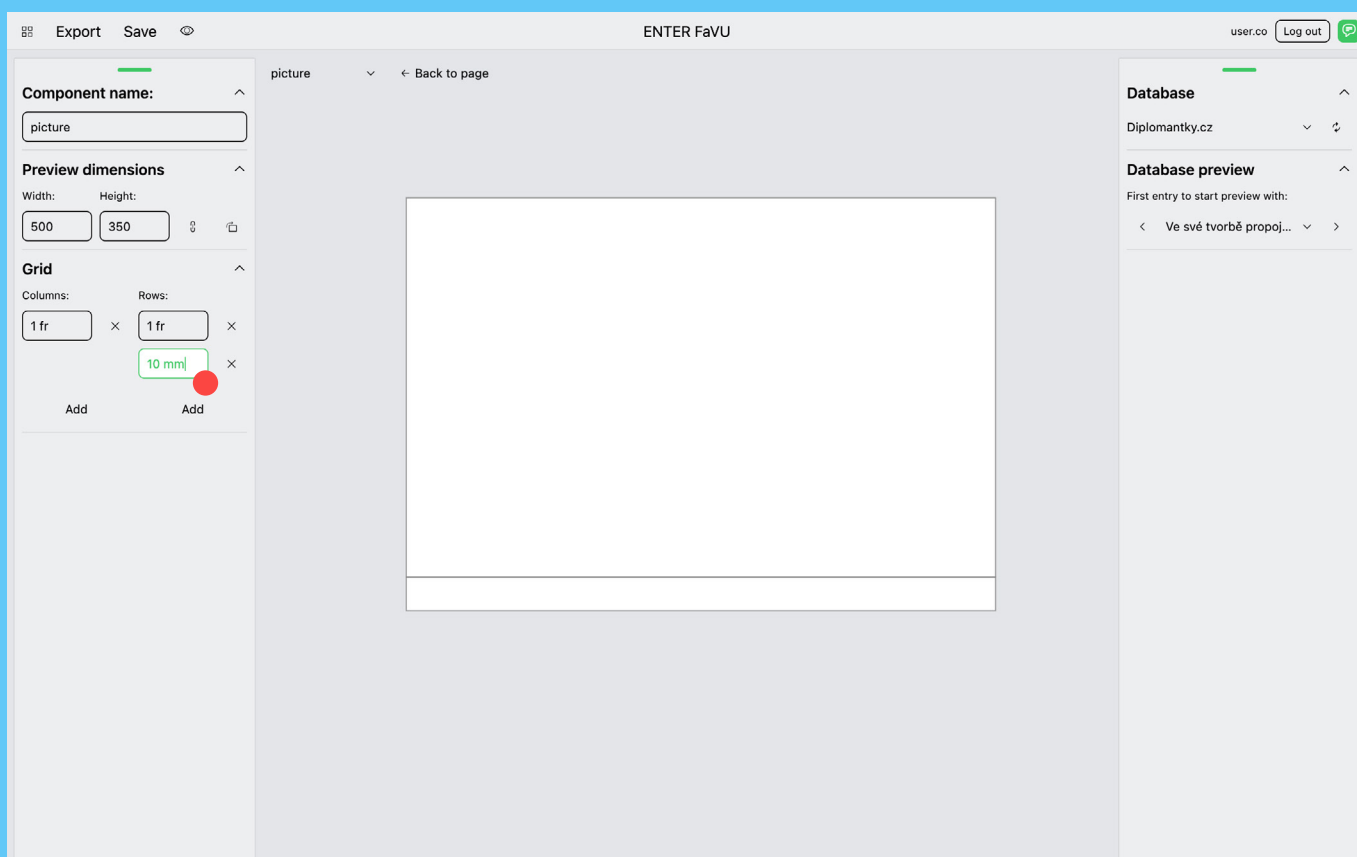 Export Save ENTER FaVU user.co Log out
picture ← Back to page
Component name:
picture
Preview dimensions
Width: Height:
500 350
Grid
Columns: Rows:
1 fr 1 fr
10 mm
Add Add
Database
Diplomantky.cz
Database preview
First entry to start preview with:
Ve své tvorbě propoj...